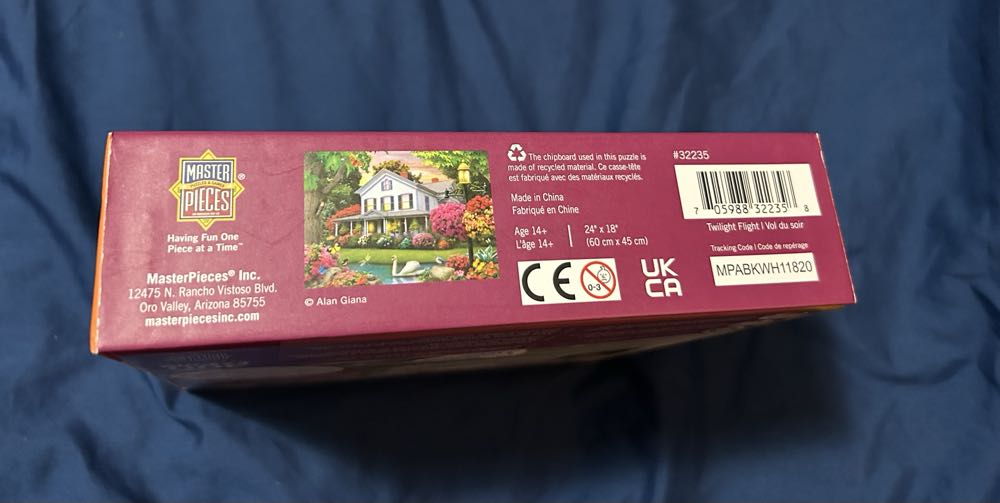 MASTER
PUZZLES & GAMES
PIECES
®
Having Fun One
Piece at a Time™
MasterPieces® Inc.
12475 N. Rancho Vistoso Blvd.
Oro Valley, Arizona 85755
masterpiecesinc.com
© Alan Giana
The chipboard used in this puzzle is
made of recycled material. Ce casse-tête
est fabriqué avec des matériaux recyclés.
Made in China
Fabriqué en Chine
Age 14+
L'âge 14+
24" x 18"
(60 cm x 45 cm)
CE
0-3
UK
CA
#32235
7 05988 32235 8
Twilight Flight | Vol du soir
Tracking Code | Code de repérage
MPABKWH11820